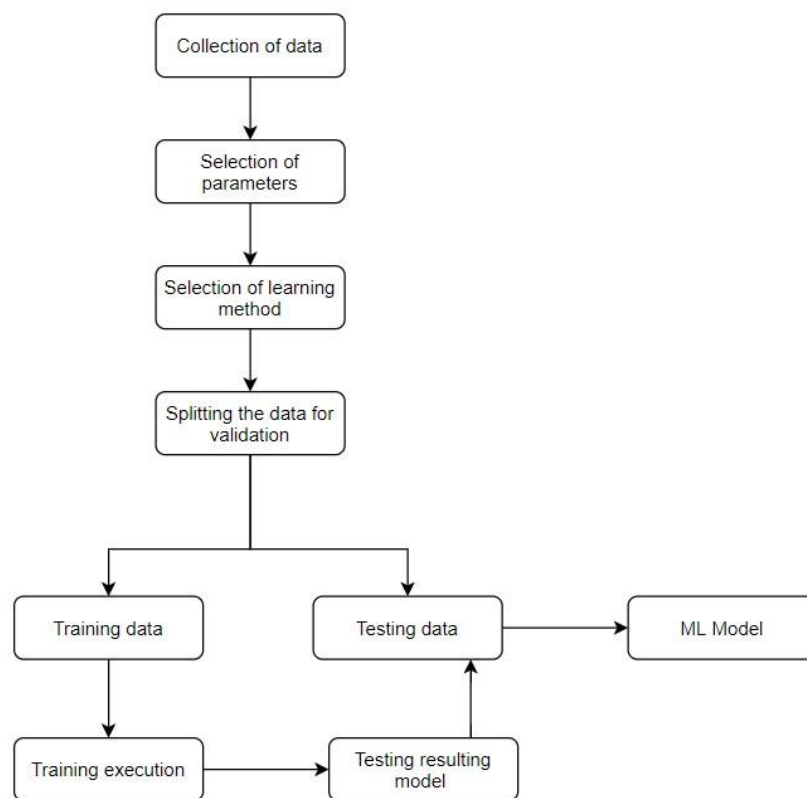 Collection of data
Selection of
parameters
Selection of learning
method
Splitting the data for
validation
Training data
Testing data
ML Model
Training execution
Testing resulting
model